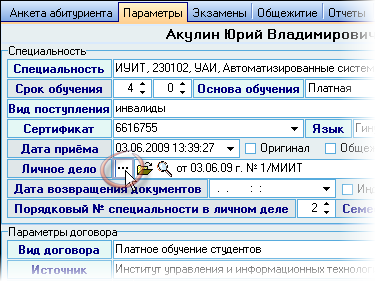 Анкета абитуриента Параметры Экзамены Общежитие Отчеты
Акулин Юрий Владимирович
Специальность
Специальность ИУИТ, 230102, УАИ, Автоматизированные систем
Срок обучения 4 0 Основа обучения Платная
Вид поступления инвалиды
Сертификат 6616755 Язык Гин
Дата приёма 03.06.2009 13:39:27 Оригинал Обще
Личное дело ... от 03.06.09 г. № 1/МИИТ
Дата возвращения документов . . : : Ин
Порядковый № специальности в личном деле 2 Семе
Параметры договора
Вид договора Платное обучение студентов
Источник Институт управления и информационных технолог